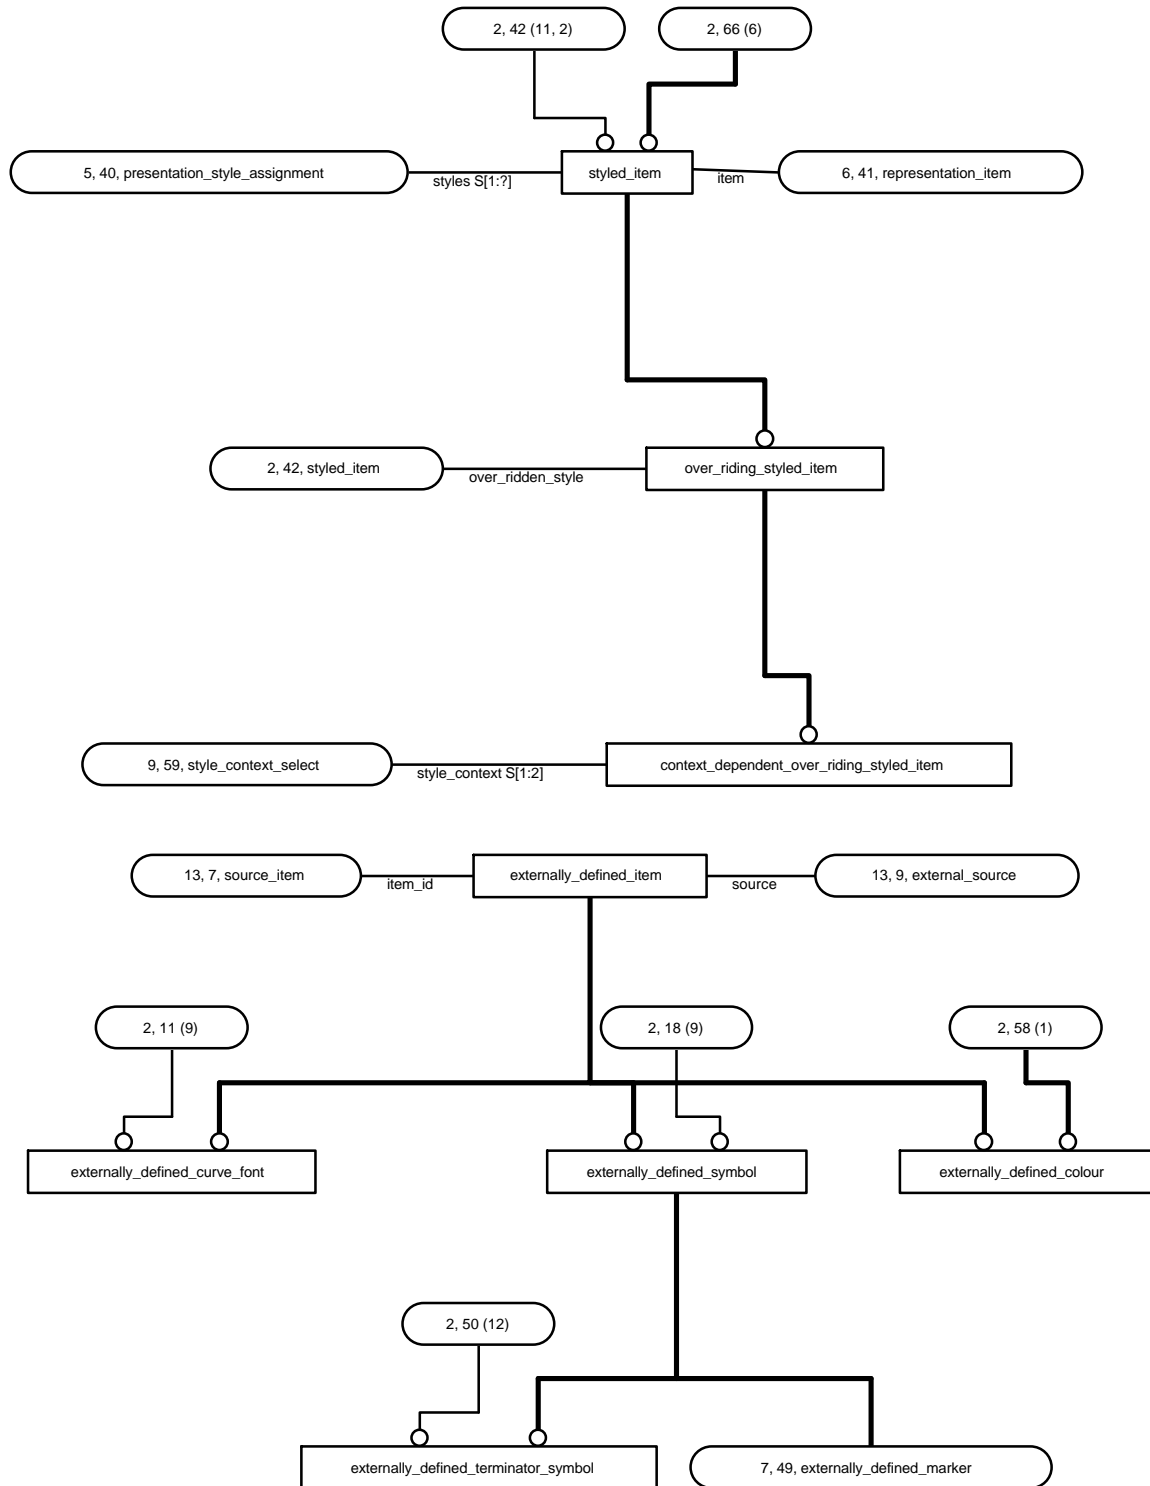 2, 42 (11, 2)
2, 66 (6)
5, 40, presentation_style_assignment
styles S[1:?]
styled_item
item
6, 41, representation_item
2, 42, styled_item
over_ridden_style
over_riding_styled_item
9, 59, style_context_select
style_context S[1:2]
context_dependent_over_riding_styled_item
13, 7, source_item
item_id
externally_defined_item
source
13, 9, external_source
2, 11 (9)
2, 18 (9)
2, 58 (1)
externally_defined_curve_font
externally_defined_symbol
externally_defined_colour
2, 50 (12)
externally_defined_terminator_symbol
7, 49, externally_defined_marker